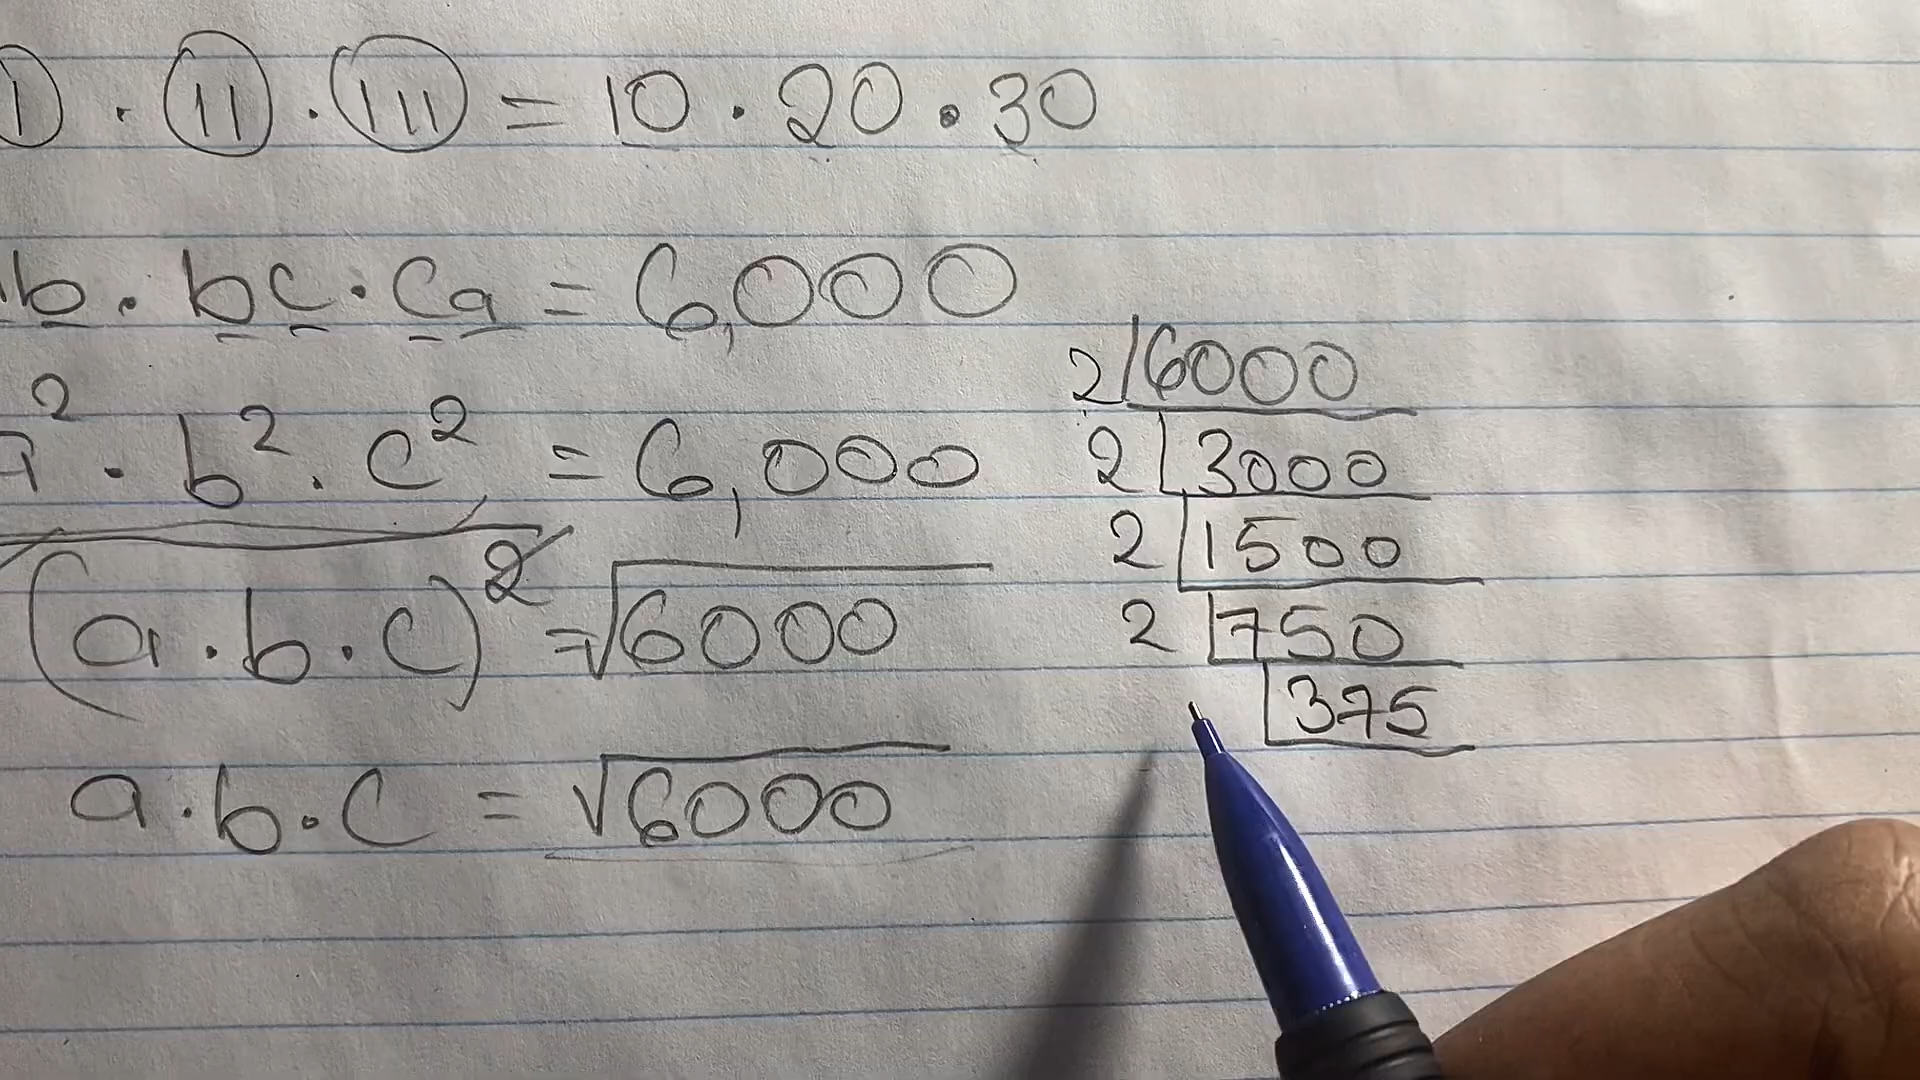 I · II · III = 10 · 20 · 30
b · bc · ca = 6,000
a² · b² · c² = 6,000
(a · b · c)² = √6000
a · b · c = √6000
2 | 6000
2 | 3000
2 | 1500
2 | 750
375